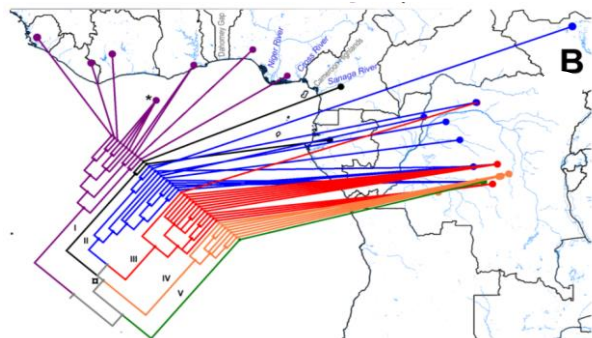 Dahomey Gap
Niger River
Cross River
Cameroon Highlands
Sanaga River
B
*
I
II
III
IV
V